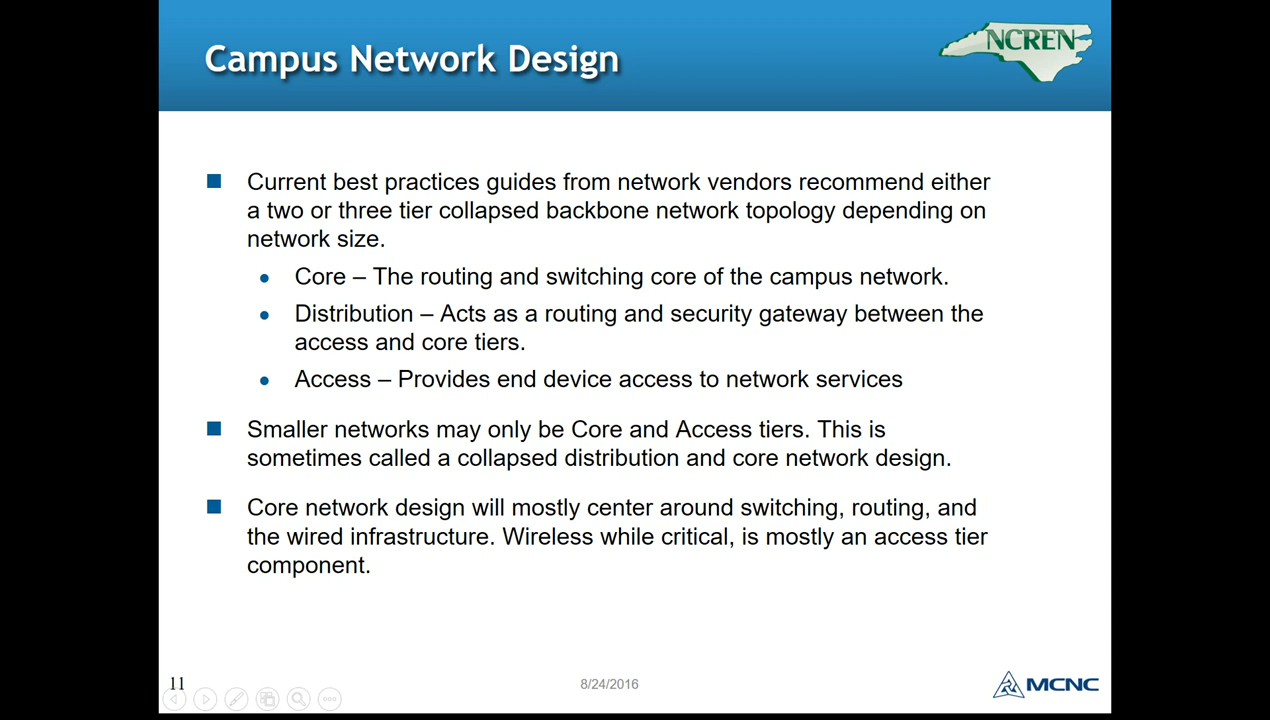 Campus Network Design
NCREN
Current best practices guides from network vendors recommend either
a two or three tier collapsed backbone network topology depending on
network size.
Core – The routing and switching core of the campus network.
Distribution – Acts as a routing and security gateway between the
access and core tiers.
Access – Provides end device access to network services
Smaller networks may only be Core and Access tiers. This is
sometimes called a collapsed distribution and core network design.
Core network design will mostly center around switching, routing, and
the wired infrastructure. Wireless while critical, is mostly an access tier
component.
11
8/24/2016
MCNC